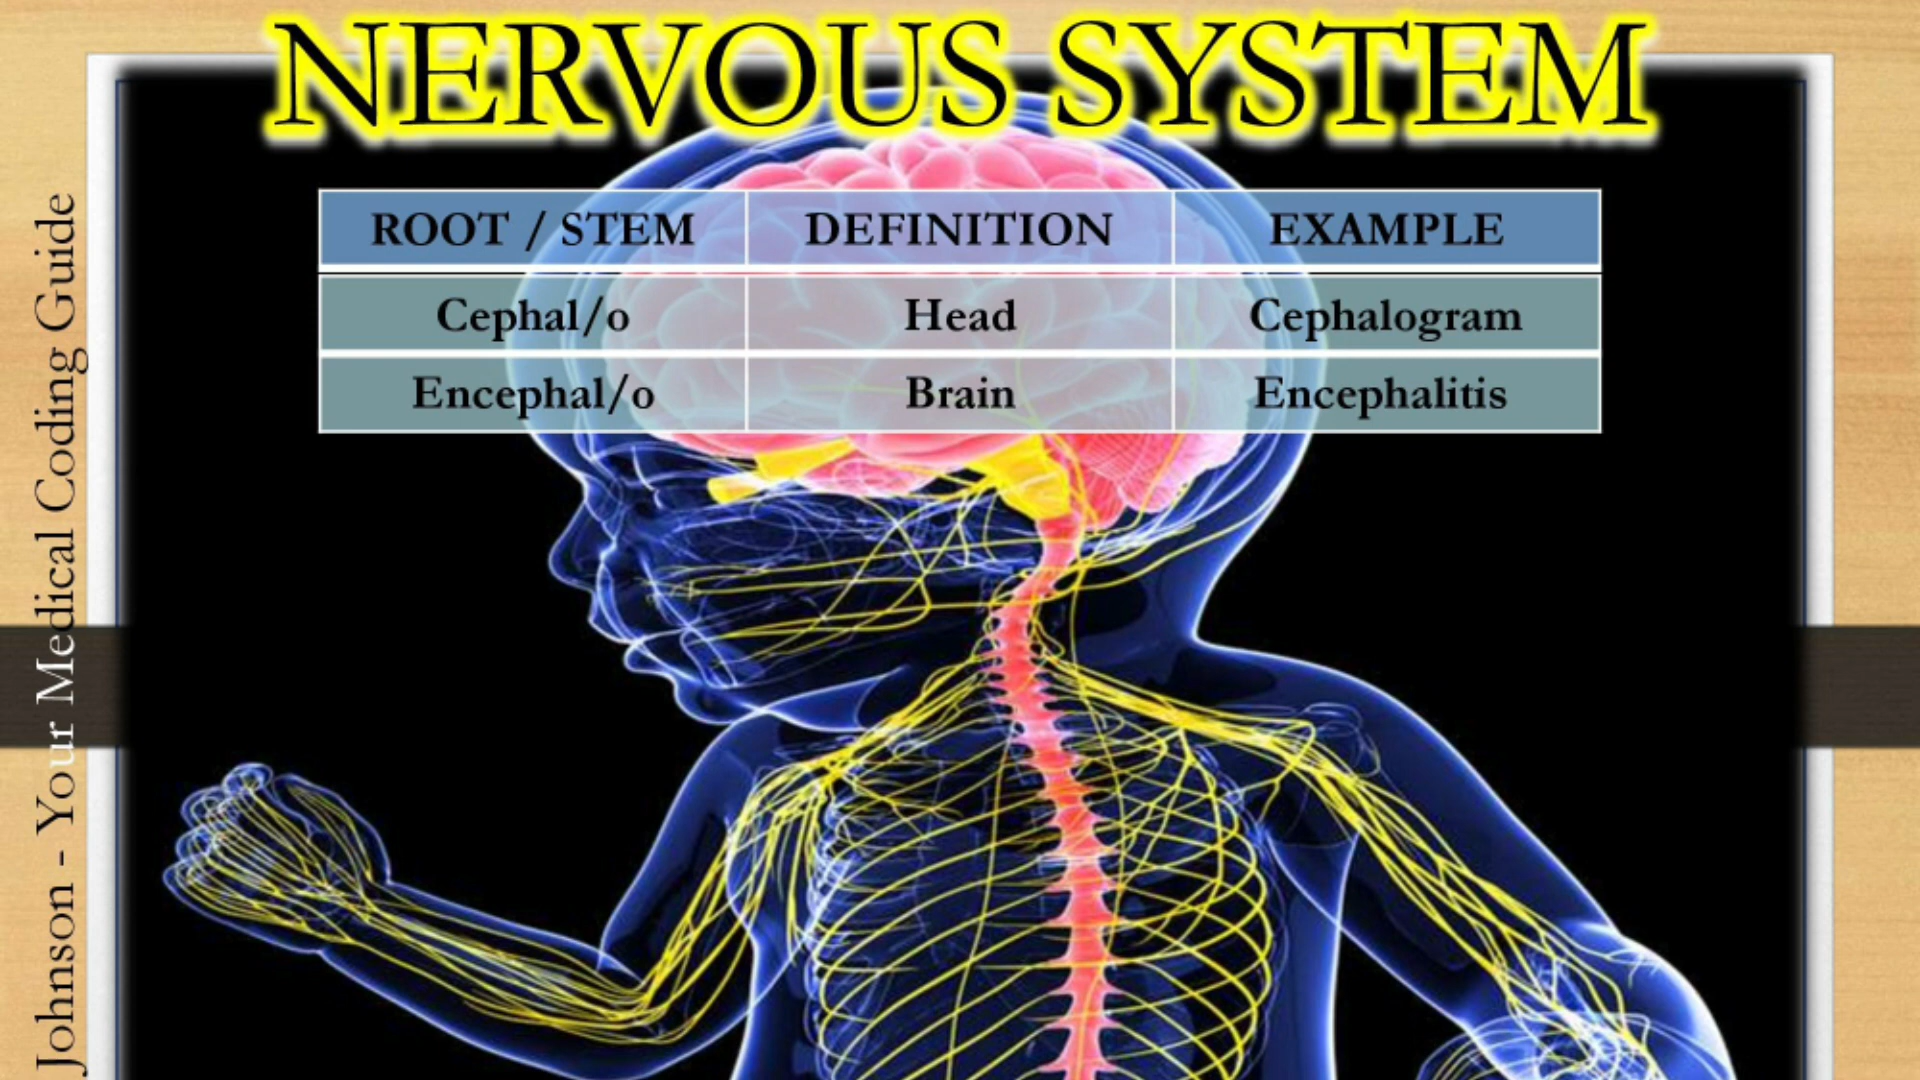 NERVOUS SYSTEM
ROOT / STEM DEFINITION EXAMPLE
Cephal/o Head Cephalogram
Encephal/o Brain Encephalitis
Johnson - Your Medical Coding Guide